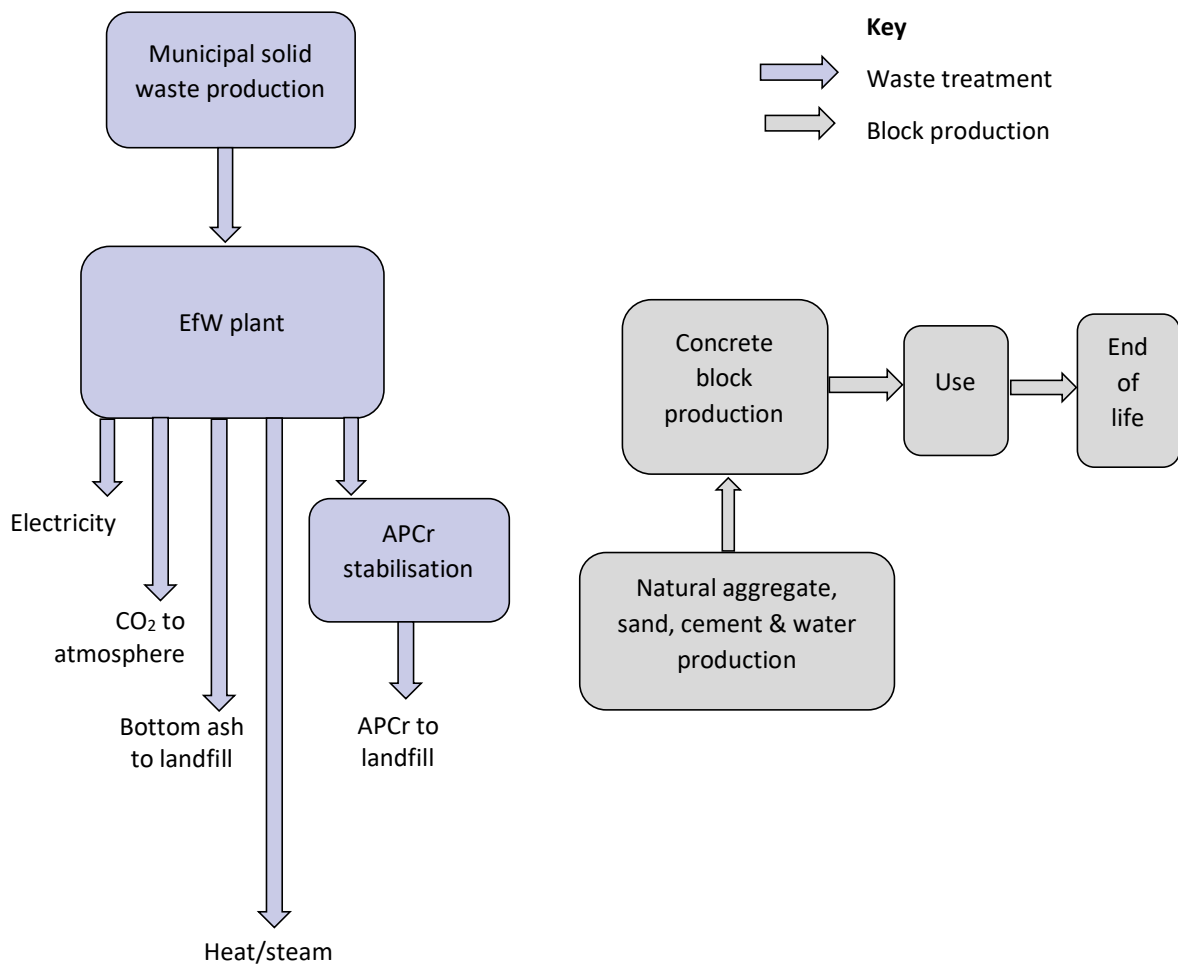 Municipal solid
waste production
Key
Waste treatment
Block production
EfW plant
Concrete
block
production
Use
End
of
life
Electricity
APCr
stabilisation
CO₂ to
atmosphere
Natural aggregate,
sand, cement & water
production
Bottom ash
to landfill
APCr to
landfill
Heat/steam